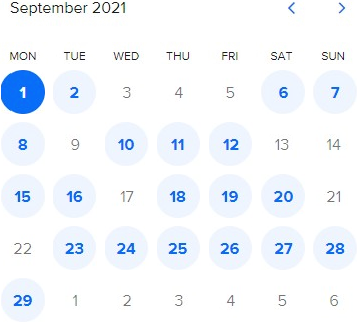 September 2021
MON TUE WED THU FRI SAT SUN
1 2 3 4 5 6 7
8 9 10 11 12 13 14
15 16 17 18 19 20 21
22 23 24 25 26 27 28
29 1 2 3 4 5 6